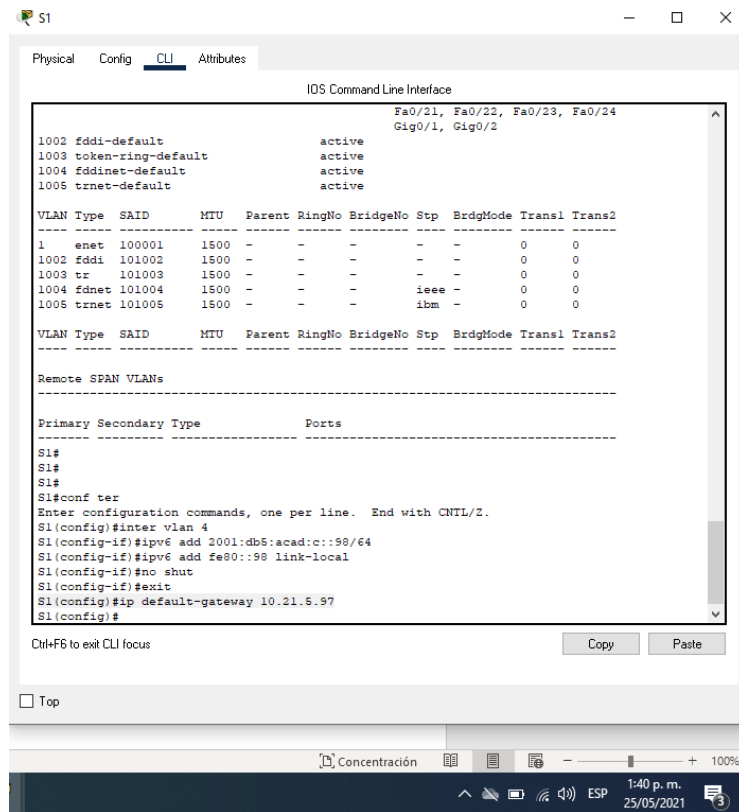 S1
Physical Config CLI Attributes
IOS Command Line Interface
Fa0/21, Fa0/22, Fa0/23, Fa0/24
Gig0/1, Gig0/2
1002 fddi-default active
1003 token-ring-default active
1004 fddinet-default active
1005 trnet-default active
VLAN Type SAID MTU Parent RingNo BridgeNo Stp BrdgMode Trans1 Trans2
---- ----- ---------- ----- ------ ------ -------- ---- -------- ------ ------
1 enet 100001 1500 - - - - - 0 0
1002 fddi 101002 1500 - - - - - 0 0
1003 tr 101003 1500 - - - - - 0 0
1004 fdnet 101004 1500 - - - ieee - 0 0
1005 trnet 101005 1500 - - - ibm - 0 0
VLAN Type SAID MTU Parent RingNo BridgeNo Stp BrdgMode Trans1 Trans2
---- ----- ---------- ----- ------ ------ -------- ---- -------- ------ ------
Remote SPAN VLANs
------------------------------------------------------------------------------
Primary Secondary Type Ports
------- --------- ----------------- ------------------------------------------
S1#
S1#
S1#
S1#conf ter
Enter configuration commands, one per line. End with CNTL/Z.
S1(config)#inter vlan 4
S1(config-if)#ipv6 add 2001:db5:acad:c::98/64
S1(config-if)#ipv6 add fe80::98 link-local
S1(config-if)#no shut
S1(config-if)#exit
S1(config)#ip default-gateway 10.21.5.97
S1(config)#
Ctrl+F6 to exit CLI focus
Copy Paste
Top
Concentración 100%
ESP 1:40 p. m.
25/05/2021
3